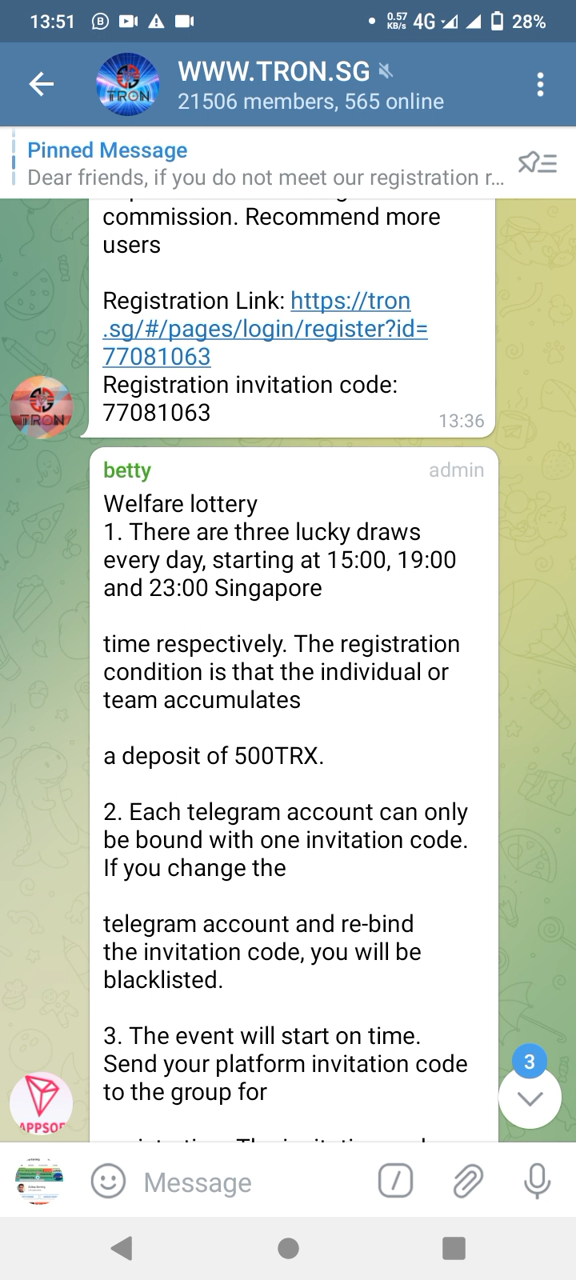 13:51
0.57
KB/s
4G
28%
WWW.TRON.SG
21506 members, 565 online
Pinned Message
Dear friends, if you do not meet our registration r...
commission. Recommend more
users
Registration Link: https://tron
.sg/#/pages/login/register?id=
77081063
Registration invitation code:
77081063
13:36
TRON
betty
admin
Welfare lottery
1. There are three lucky draws
every day, starting at 15:00, 19:00
and 23:00 Singapore
time respectively. The registration
condition is that the individual or
team accumulates
a deposit of 500TRX.
2. Each telegram account can only
be bound with one invitation code.
If you change the
telegram account and re-bind
the invitation code, you will be
blacklisted.
3. The event will start on time.
Send your platform invitation code
to the group for
3
Message